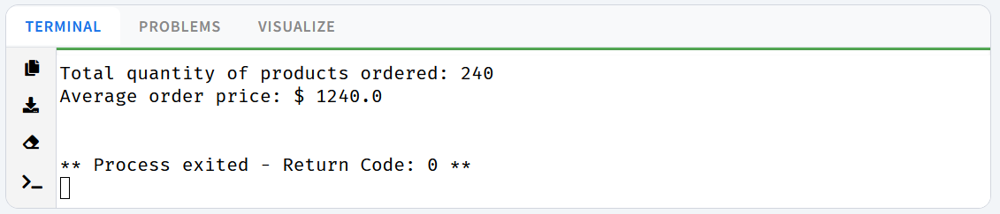 TERMINAL PROBLEMS VISUALIZE
Total quantity of products ordered: 240
Average order price: $ 1240.0
** Process exited - Return Code: 0 **